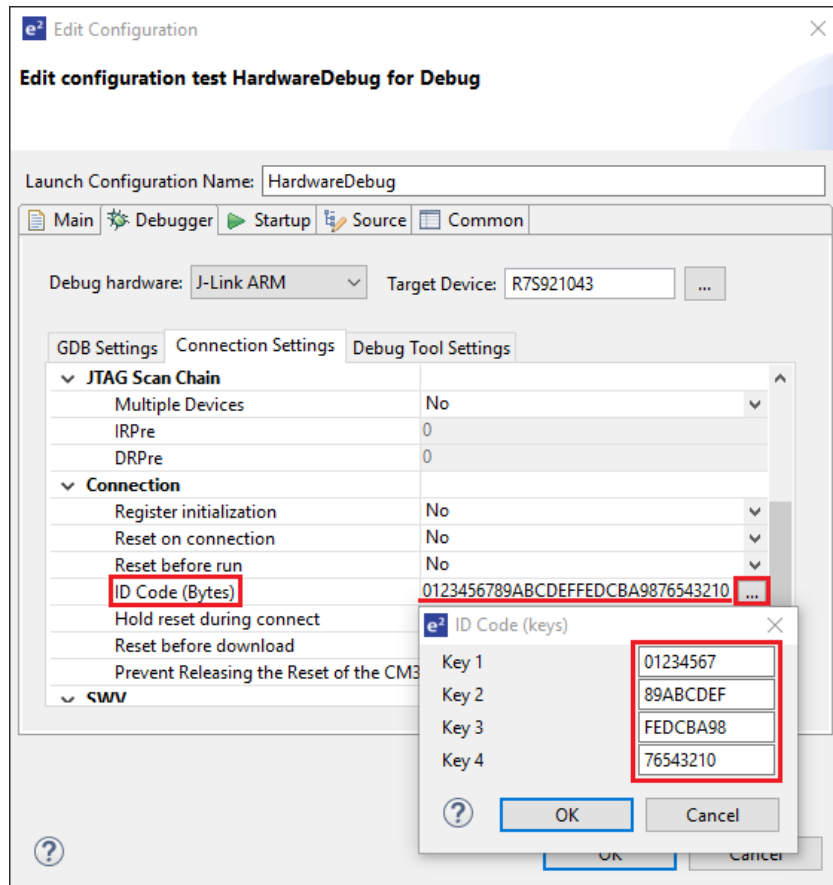 e² Edit Configuration
Edit configuration test HardwareDebug for Debug
Launch Configuration Name: HardwareDebug
Main Debugger Startup Source Common
Debug hardware: J-Link ARM Target Device: R7S921043 ...
GDB Settings Connection Settings Debug Tool Settings
JTAG Scan Chain
Multiple Devices No
IRPre 0
DRPre 0
Connection
Register initialization No
Reset on connection No
Reset before run No
ID Code (Bytes) 0123456789ABCDEFFEDCBA9876543210 ...
Hold reset during connect
Reset before download
Prevent Releasing the Reset of the CM3
SWV
e² ID Code (keys)
Key 1 01234567
Key 2 89ABCDEF
Key 3 FEDCBA98
Key 4 76543210
? OK Cancel
? OK Cancel